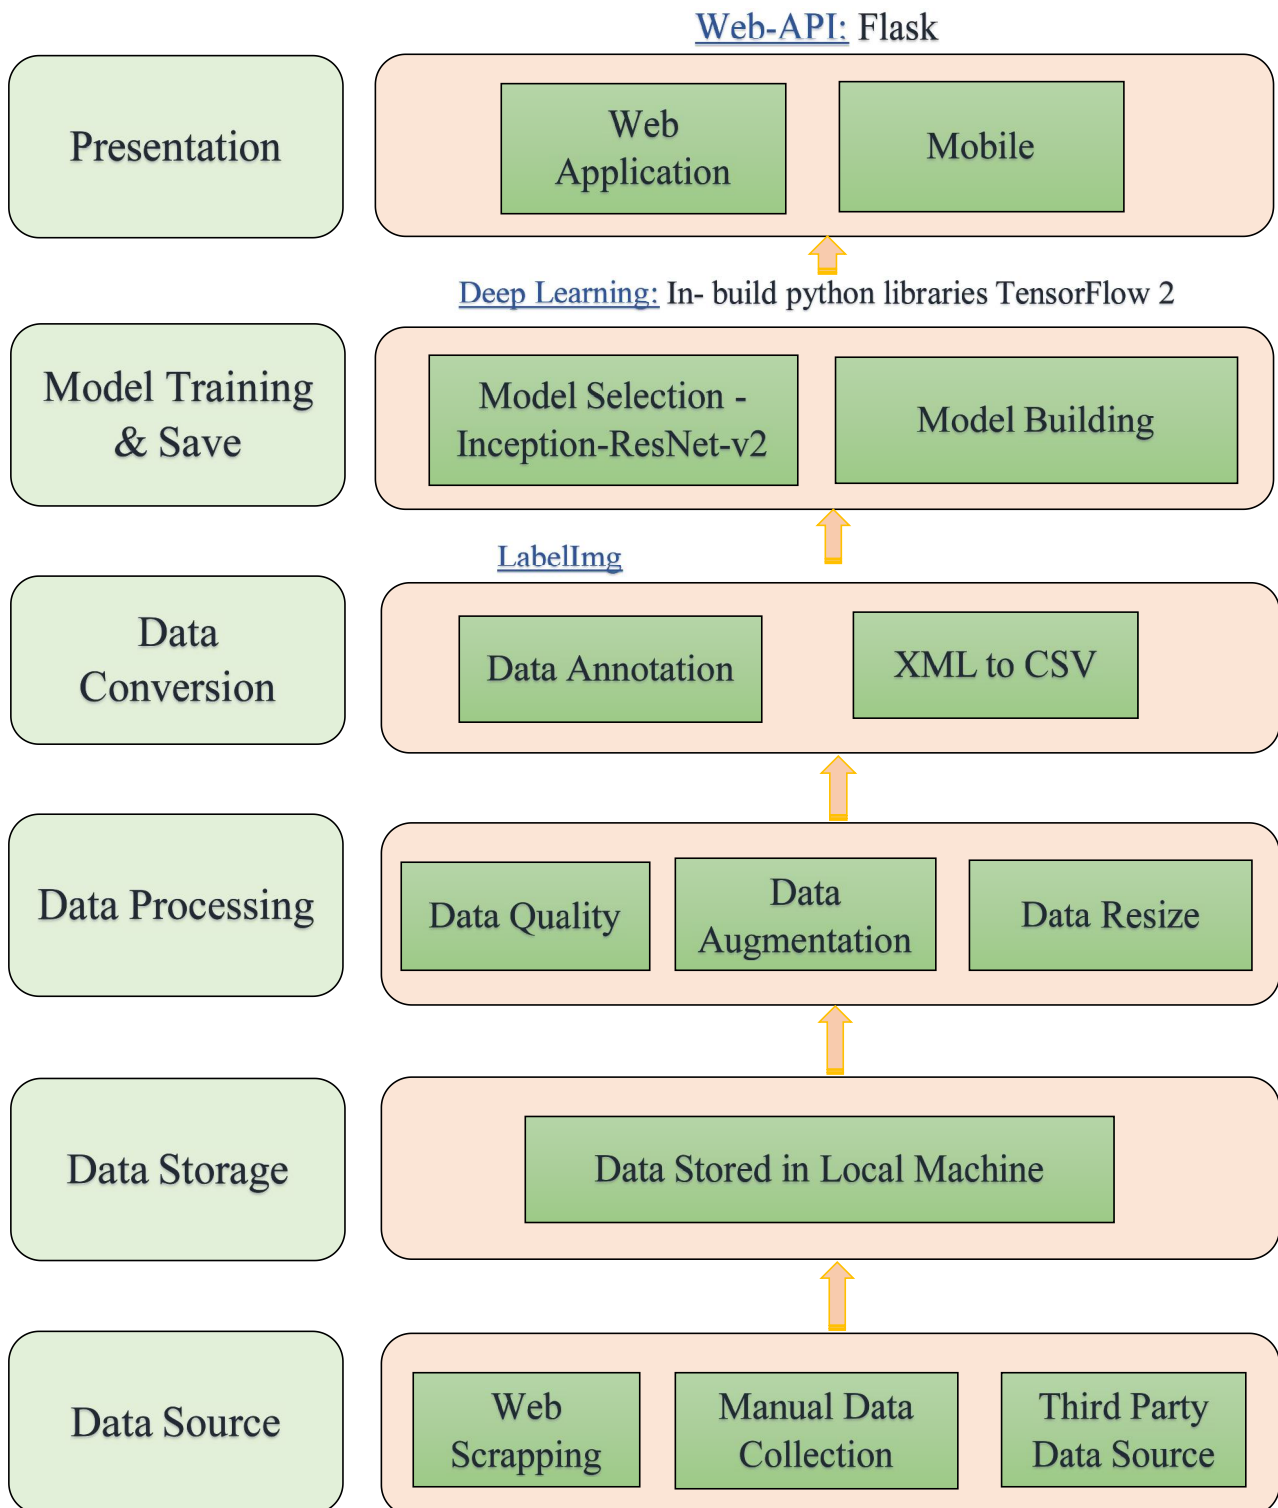 Web-API: Flask
Presentation
Web
Application
Mobile
Deep Learning: In- build python libraries TensorFlow 2
Model Training
& Save
Model Selection -
Inception-ResNet-v2
Model Building
LabelImg
Data
Conversion
Data Annotation
XML to CSV
Data Processing
Data Quality
Data
Augmentation
Data Resize
Data Storage
Data Stored in Local Machine
Data Source
Web
Scrapping
Manual Data
Collection
Third Party
Data Source